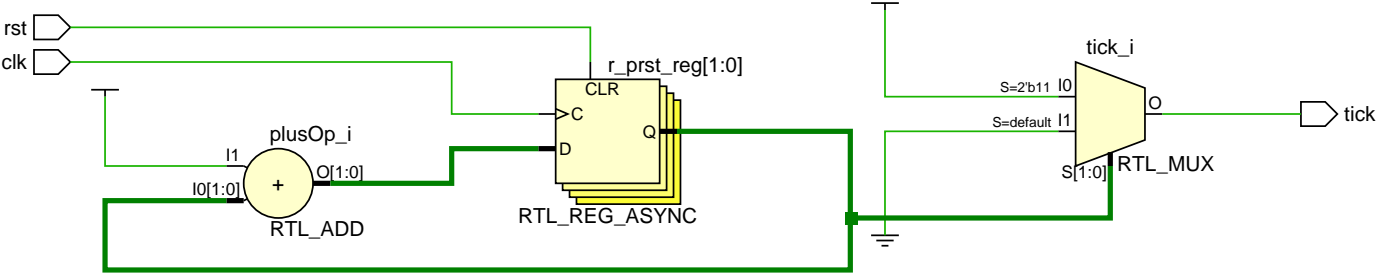 rst
clk
r_prst_reg[1:0]
CLR
C
Q
D
RTL_REG_ASYNC
plusOp_i
I1
I0[1:0]
+
O[1:0]
RTL_ADD
tick_i
S=2'b11 I0
S=default I1
O
S[1:0]
RTL_MUX
tick